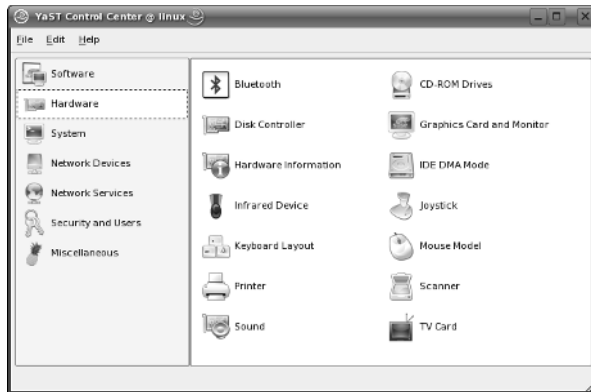 YaST Control Center @ linux
File Edit Help
Software
Hardware
System
Network Devices
Network Services
Security and Users
Miscellaneous
Bluetooth
CD-ROM Drives
Disk Controller
Graphics Card and Monitor
Hardware Information
IDE DMA Mode
Infrared Device
Joystick
Keyboard Layout
Mouse Model
Printer
Scanner
Sound
TV Card